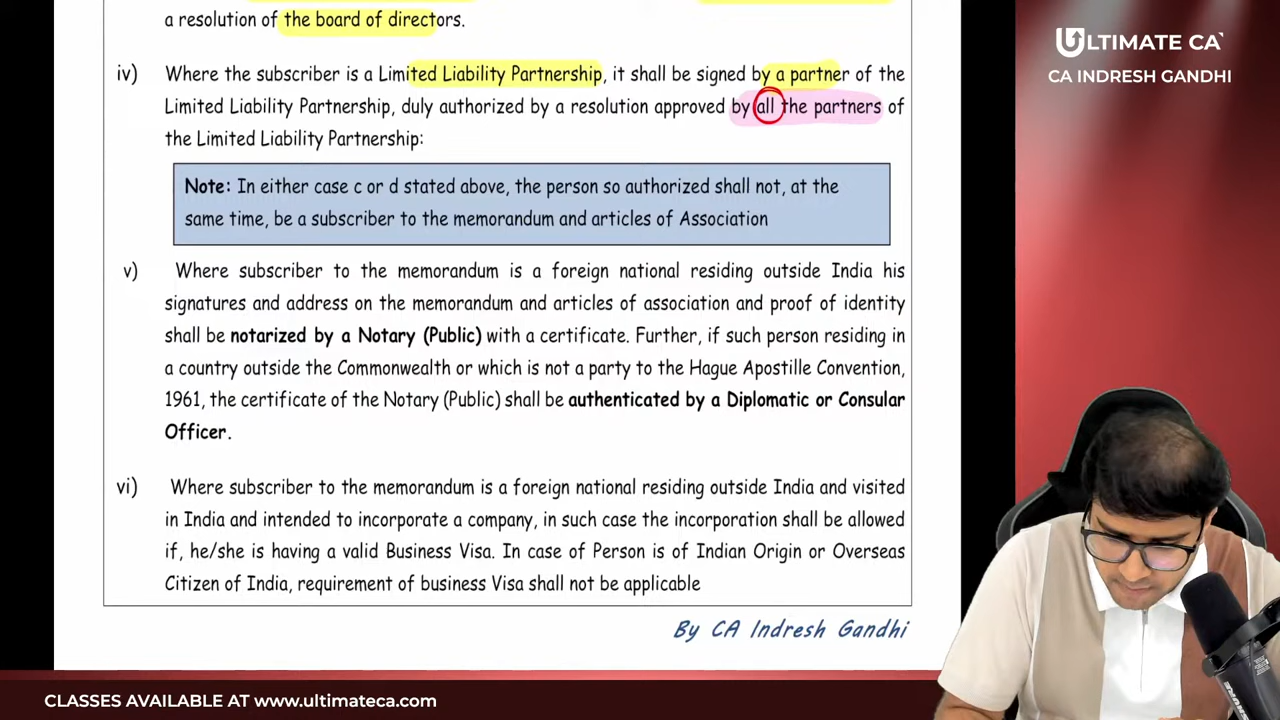 a resolution of the board of directors.
ULTIMATE CA
CA INDRESH GANDHI
iv) Where the subscriber is a Limited Liability Partnership, it shall be signed by a partner of the
Limited Liability Partnership, duly authorized by a resolution approved by all the partners of
the Limited Liability Partnership:
Note: In either case c or d stated above, the person so authorized shall not, at the
same time, be a subscriber to the memorandum and articles of Association
v) Where subscriber to the memorandum is a foreign national residing outside India his
signatures and address on the memorandum and articles of association and proof of identity
shall be notarized by a Notary (Public) with a certificate. Further, if such person residing in
a country outside the Commonwealth or which is not a party to the Hague Apostille Convention,
1961, the certificate of the Notary (Public) shall be authenticated by a Diplomatic or Consular
Officer.
vi) Where subscriber to the memorandum is a foreign national residing outside India and visited
in India and intended to incorporate a company, in such case the incorporation shall be allowed
if, he/she is having a valid Business Visa. In case of Person is of Indian Origin or Overseas
Citizen of India, requirement of business Visa shall not be applicable
By CA Indresh Gandhi
CLASSES AVAILABLE AT www.ultimateca.com